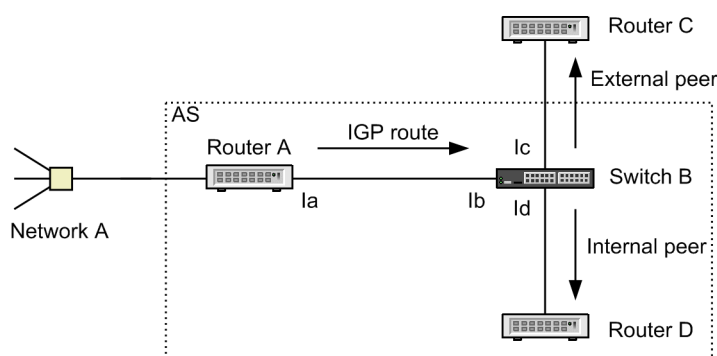 Router C
External peer
AS
Router A
IGP route
Ic
Switch B
Ia
Ib
Id
Network A
Internal peer
Router D